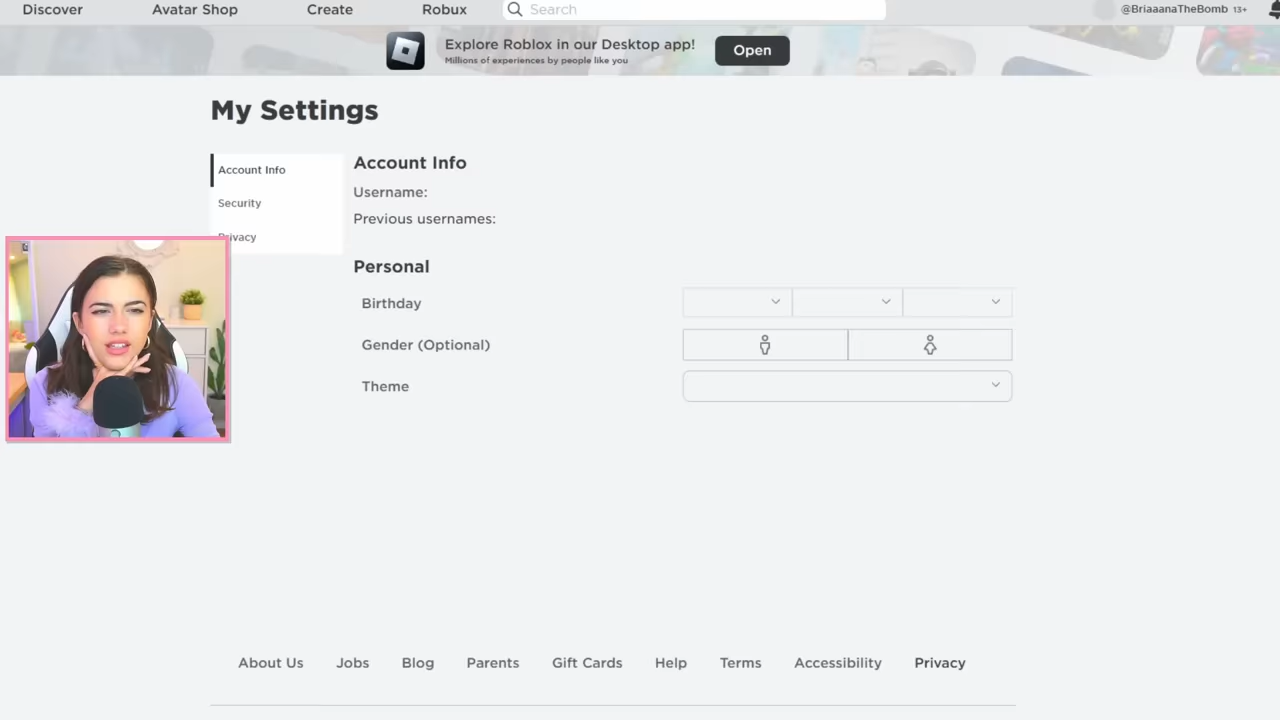 Discover Avatar Shop Create Robux Search @BriaaanaTheBomb 13+
Explore Roblox in our Desktop app!
Millions of experiences by people like you
Open
My Settings
Account Info
Security
Privacy
Account Info
Username:
Previous usernames:
Personal
Birthday
Gender (Optional)
Theme
About Us Jobs Blog Parents Gift Cards Help Terms Accessibility Privacy